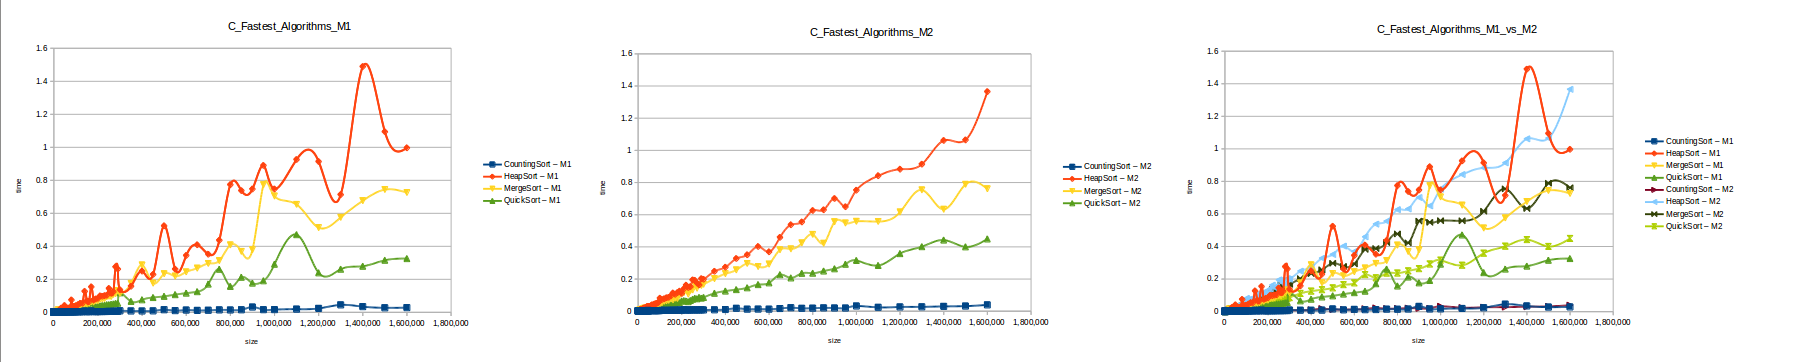 C_Fastest_Algorithms_M1
1.6
1.4
1.2
1
0.8
0.6
0.4
0.2
0
time
0
200,000
400,000
600,000
800,000
1,000,000
1,200,000
1,400,000
1,600,000
1,800,000
size
CountingSort – M1
HeapSort – M1
MergeSort – M1
QuickSort – M1
C_Fastest_Algorithms_M2
1.6
1.4
1.2
1
0.8
0.6
0.4
0.2
0
time
0
200,000
400,000
600,000
800,000
1,000,000
1,200,000
1,400,000
1,600,000
1,800,000
size
CountingSort – M2
HeapSort – M2
MergeSort – M2
QuickSort – M2
C_Fastest_Algorithms_M1_vs_M2
1.6
1.4
1.2
1
0.8
0.6
0.4
0.2
0
time
0
200,000
400,000
600,000
800,000
1,000,000
1,200,000
1,400,000
1,600,000
1,800,000
size
CountingSort – M1
HeapSort – M1
MergeSort – M1
QuickSort – M1
CountingSort – M2
HeapSort – M2
MergeSort – M2
QuickSort – M2